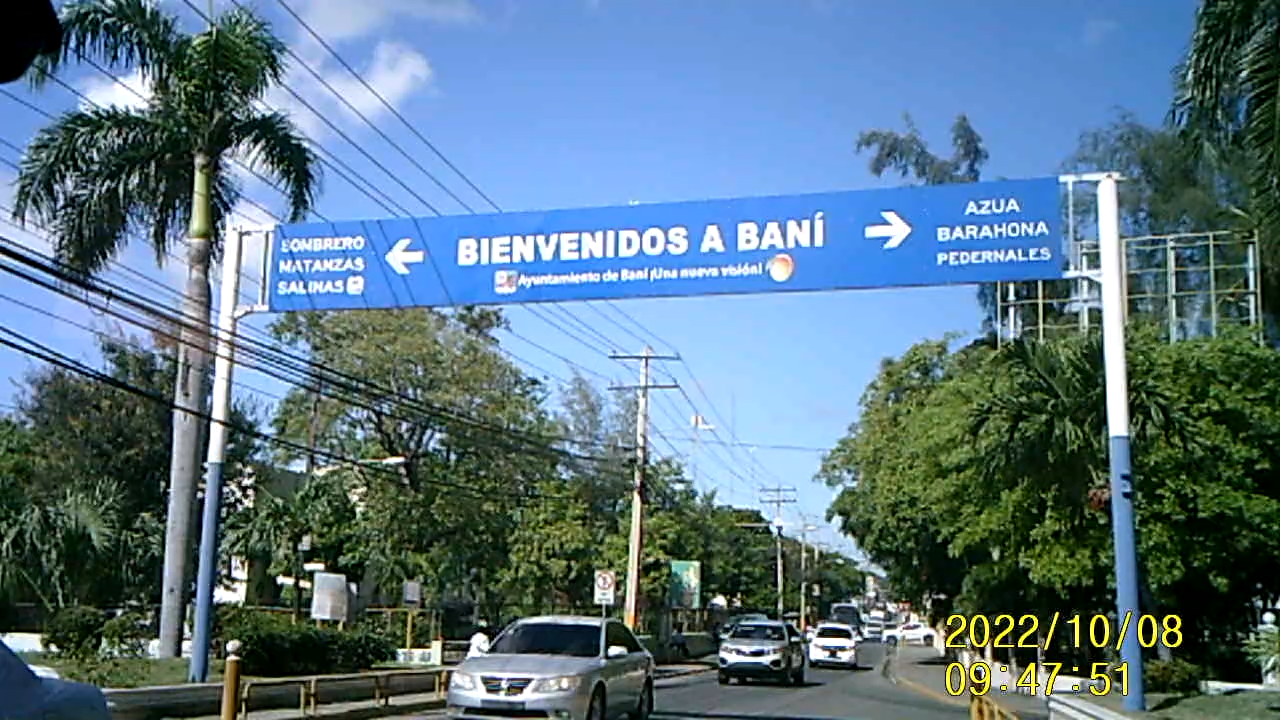 SOMBRERO
MATANZAS
SALINAS
BIENVENIDOS A BANÍ
Ayuntamiento de Baní ¡Una nueva visión!
AZUA
BARAHONA
PEDERNALES
2022/10/08
09:47:51